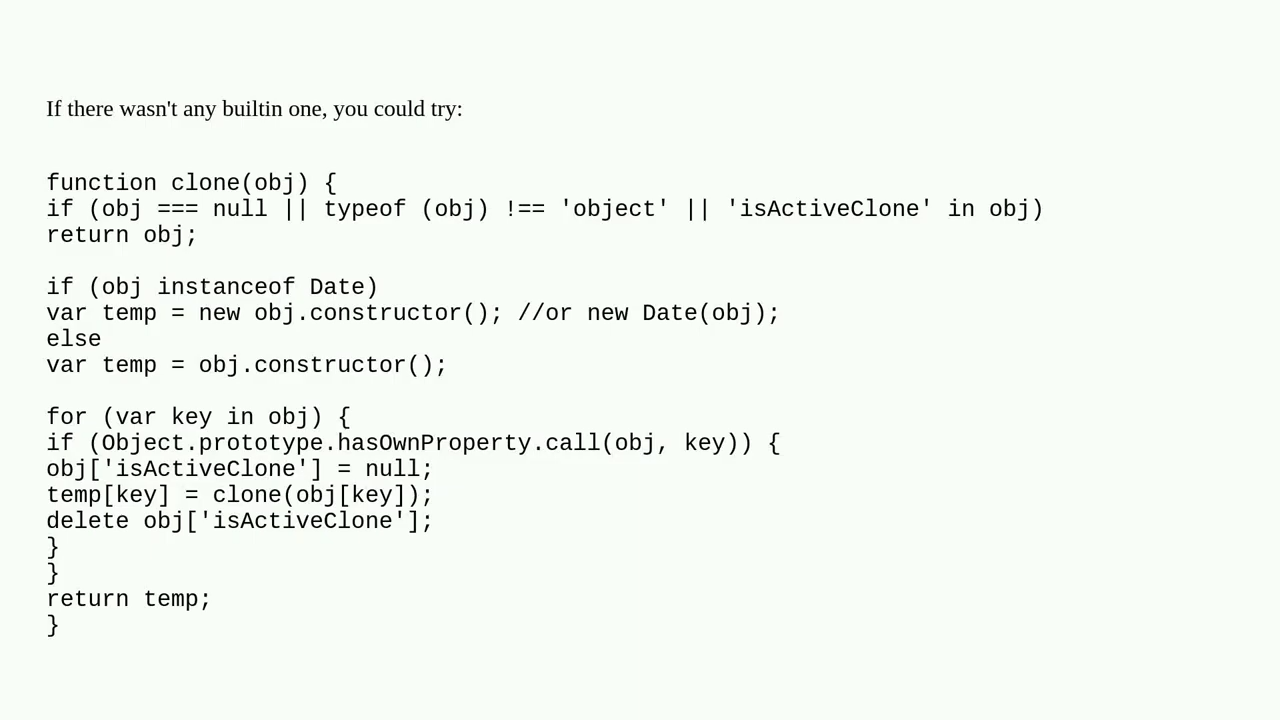 If there wasn't any builtin one, you could try:
function clone(obj) {
if (obj === null || typeof (obj) !== 'object' || 'isActiveClone' in obj)
return obj;
if (obj instanceof Date)
var temp = new obj.constructor(); //or new Date(obj);
else
var temp = obj.constructor();
for (var key in obj) {
if (Object.prototype.hasOwnProperty.call(obj, key)) {
obj['isActiveClone'] = null;
temp[key] = clone(obj[key]);
delete obj['isActiveClone'];
}
}
return temp;
}